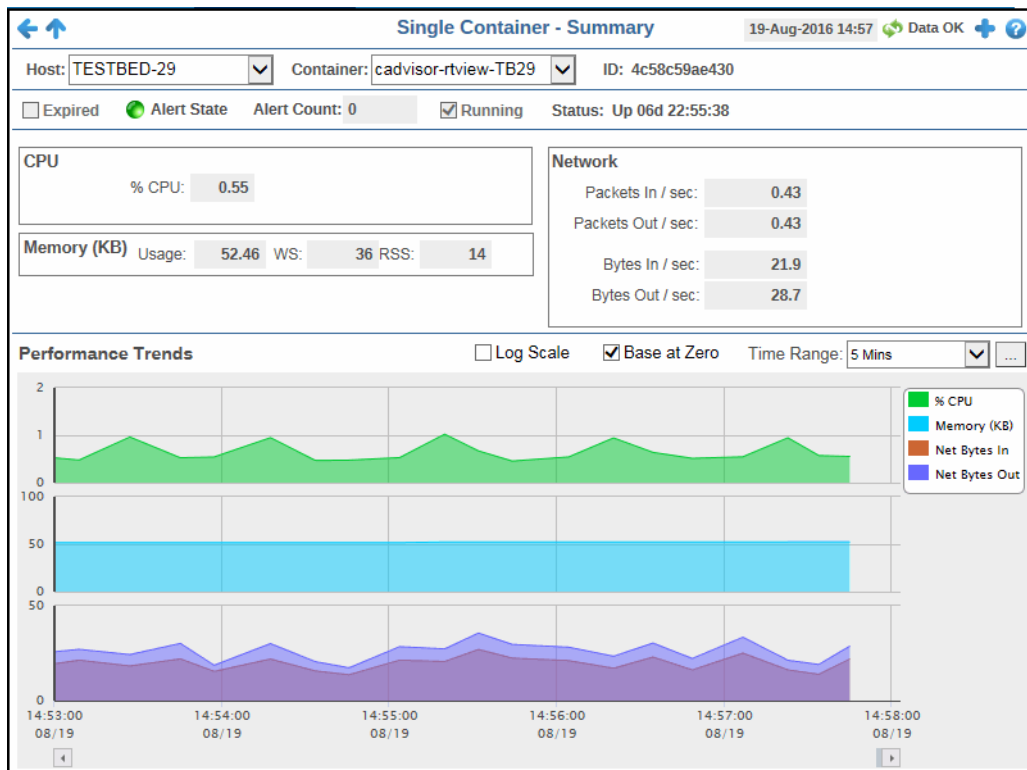 Single Container - Summary 19-Aug-2016 14:57 Data OK ?
Host: TESTBED-29 Container: cadvisor-rtview-TB29 ID: 4c58c59ae430
Expired Alert State Alert Count: 0 Running Status: Up 06d 22:55:38
CPU
% CPU: 0.55
Memory (KB) Usage: 52.46 WS: 36 RSS: 14
Network
Packets In / sec: 0.43
Packets Out / sec: 0.43
Bytes In / sec: 21.9
Bytes Out / sec: 28.7
Performance Trends Log Scale Base at Zero Time Range: 5 Mins ...
2
1
0
100
50
0
50
0
14:53:00 14:54:00 14:55:00 14:56:00 14:57:00 14:58:00
08/19 08/19 08/19 08/19 08/19 08/19
% CPU
Memory (KB)
Net Bytes In
Net Bytes Out